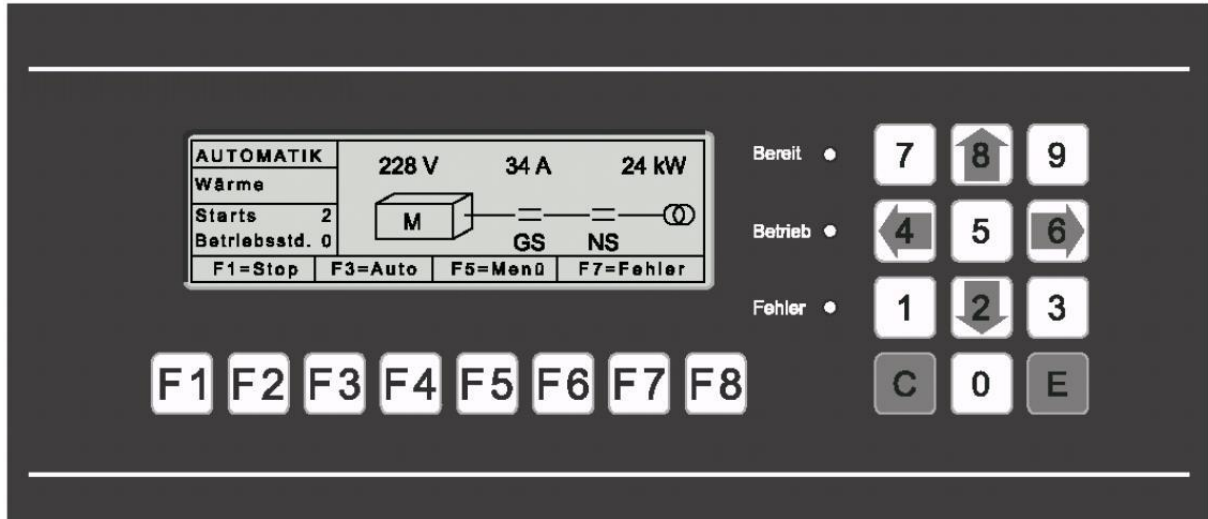 AUTOMATIK
Wärme
Starts 2
Betriebsstd. 0
228 V 34 A 24 kW
M
GS NS
F1=Stop F3=Auto F5=Menü F7=Fehler
Bereit
Betrieb
Fehler
7 8 9
4 5 6
1 2 3
C 0 E
F1 F2 F3 F4 F5 F6 F7 F8